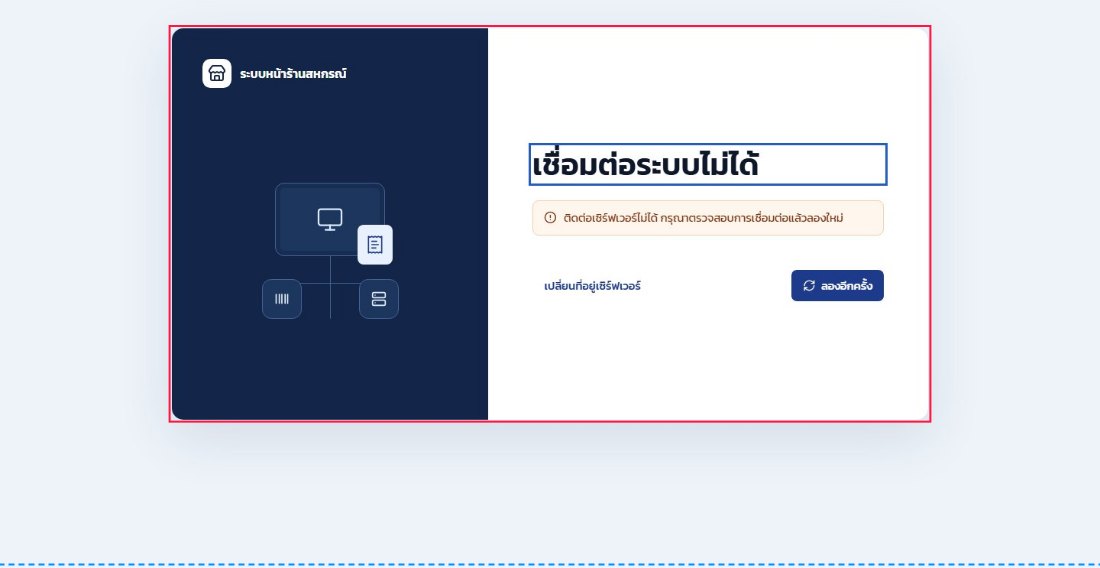 ระบบหน้าร้านสหกรณ์
เชื่อมต่อระบบไม่ได้
ติดต่อเซิร์ฟเวอร์ไม่ได้ กรุณาตรวจสอบการเชื่อมต่อแล้วลองใหม่
เปลี่ยนที่อยู่เซิร์ฟเวอร์
ลองอีกครั้ง